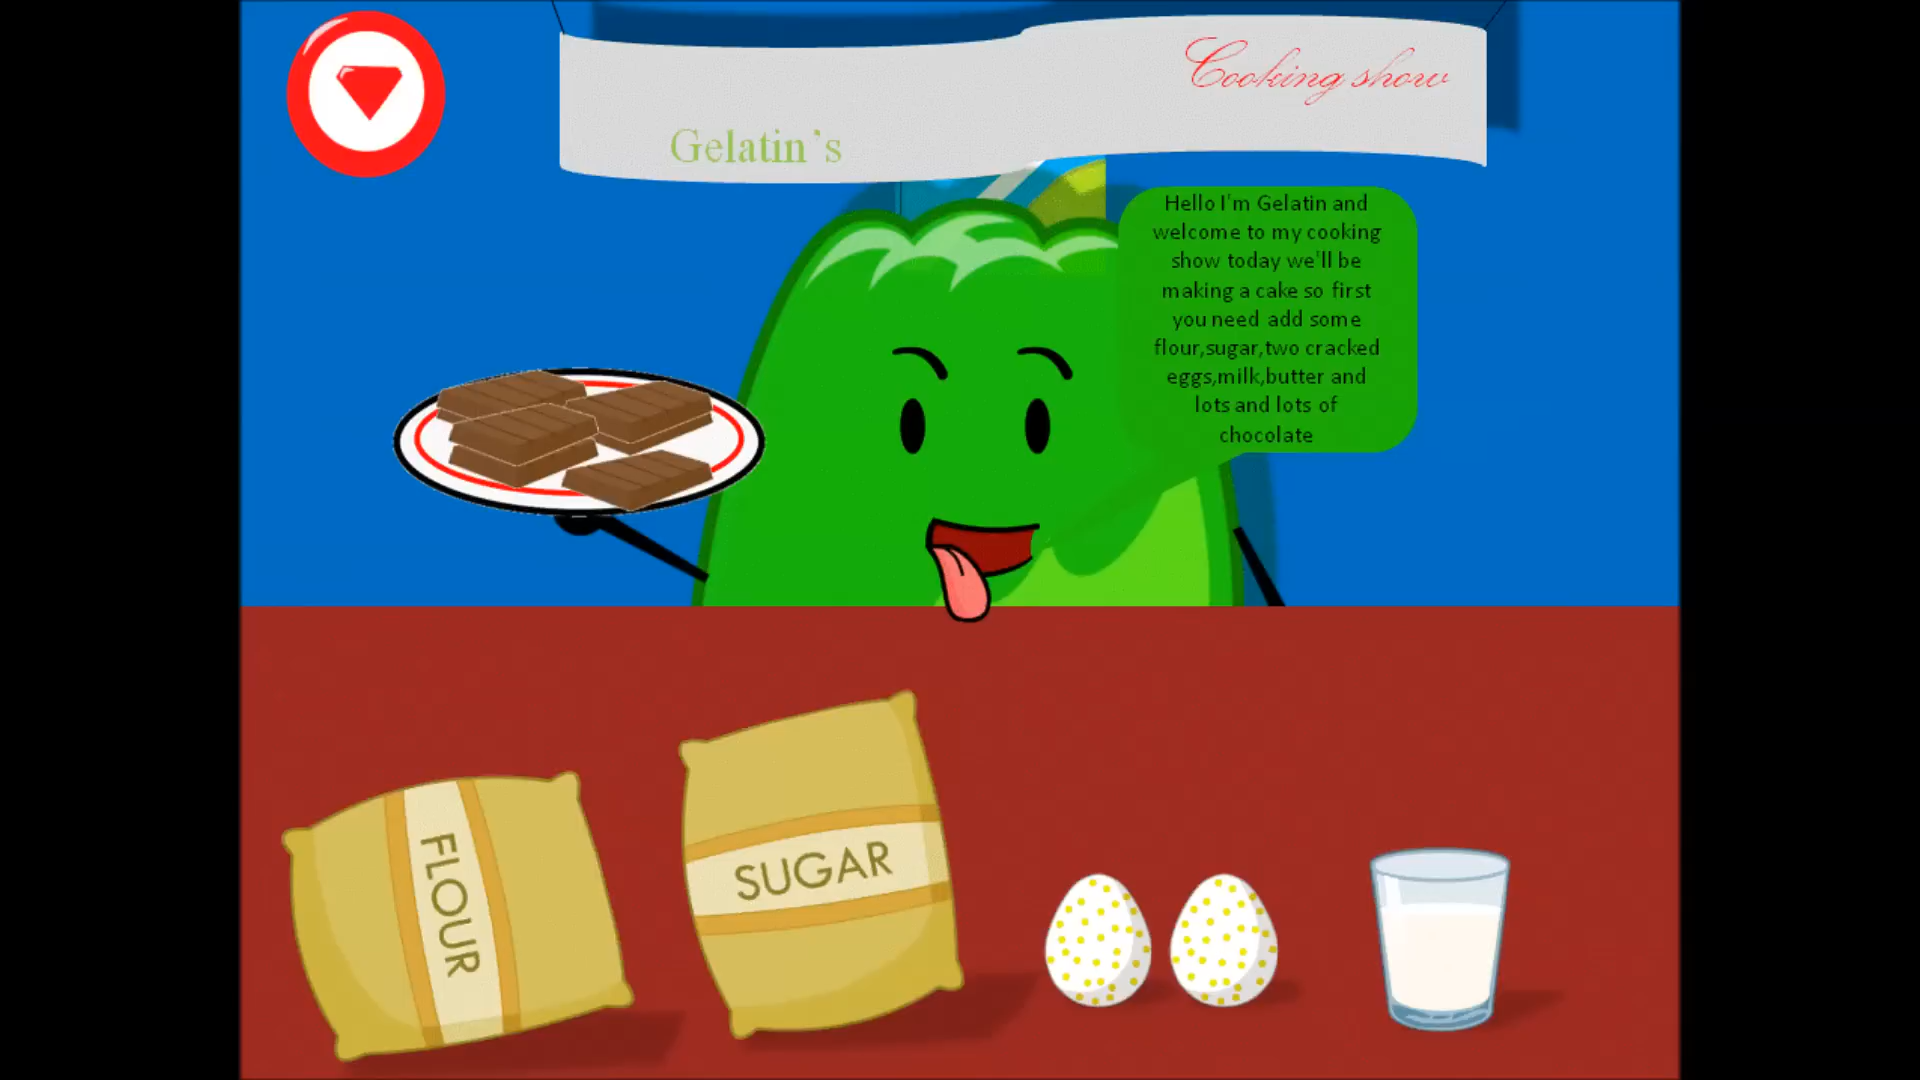 Cooking show
Gelatin's
Hello I'm Gelatin and
welcome to my cooking
show today we'll be
making a cake so first
you need add some
flour,sugar,two cracked
eggs,milk,butter and
lots and lots of
chocolate
FLOUR
SUGAR